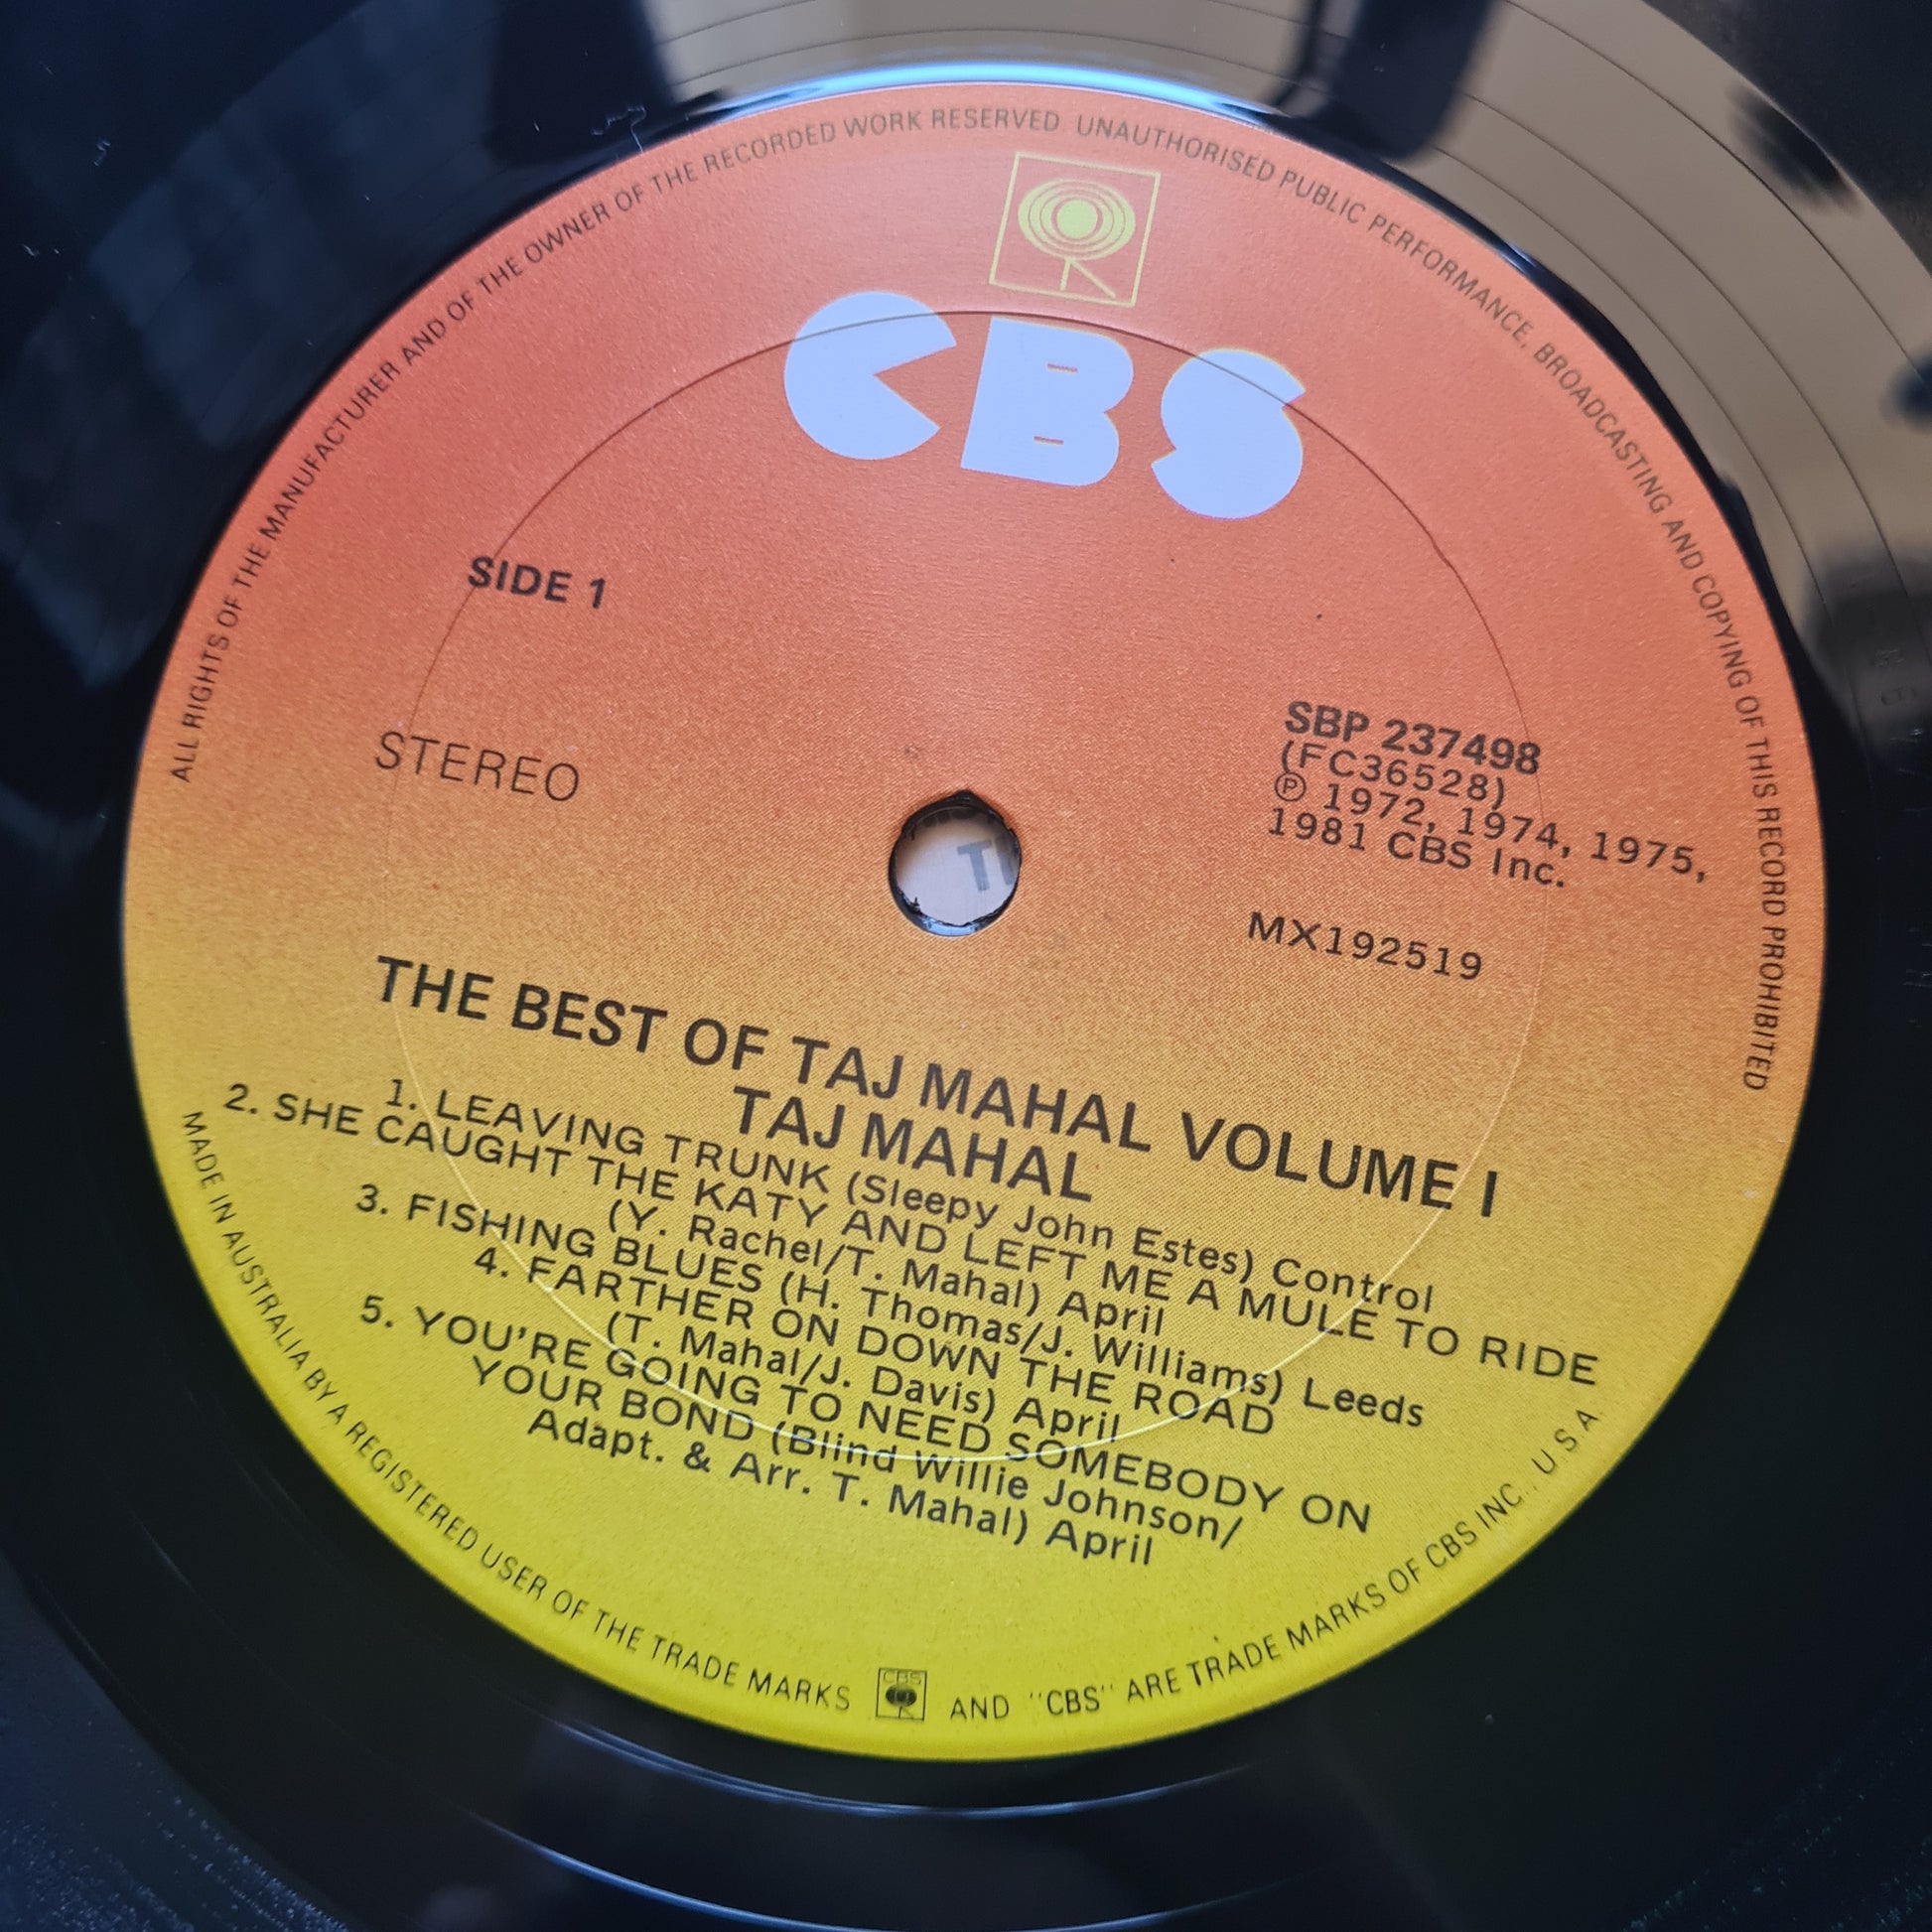 ALL RIGHTS OF THE MANUFACTURER AND OF THE OWNER OF THE RECORDED WORK RESERVED. UNAUTHORISED PUBLIC PERFORMANCE, BROADCASTING AND COPYING OF THIS RECORD PROHIBITED
CBS
SIDE 1
STEREO
SBP 237498
(FC36528)
℗ 1972, 1974, 1975,
1981 CBS Inc.
MX192519
THE BEST OF TAJ MAHAL VOLUME I
TAJ MAHAL
1. LEAVING TRUNK (Sleepy John Estes) Control
2. SHE CAUGHT THE KATY AND LEFT ME A MULE TO RIDE
(Y. Rachel/T. Mahal) April
3. FISHING BLUES (H. Thomas/J. Williams) Leeds
4. FARTHER ON DOWN THE ROAD
(T. Mahal/J. Davis) April
5. YOU'RE GOING TO NEED SOMEBODY ON
YOUR BOND (Blind Willie Johnson/
Adapt. & Arr. T. Mahal) April
MADE IN AUSTRALIA BY A REGISTERED USER OF THE TRADE MARKS CBS AND "CBS" ARE TRADE MARKS OF CBS INC., U.S.A.